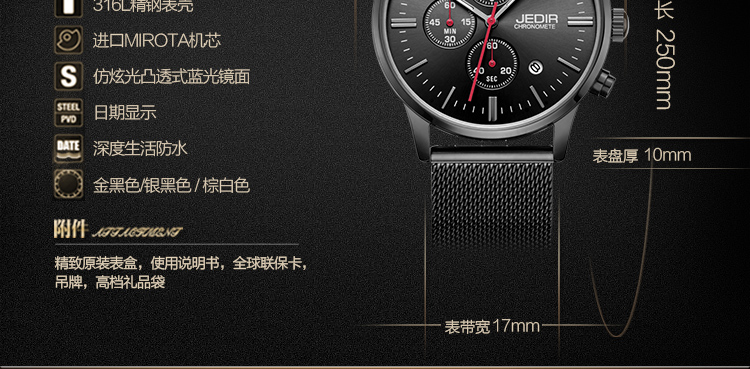 316L精钢表壳
进口MIROTA机芯
S
仿炫光凸透式蓝光镜面
STEEL
PVD
日期显示
DATE
深度生活防水
金黑色/银黑色 / 棕白色
附件
精致原装表盒，使用说明书，全球联保卡，
吊牌，高档礼品袋
JEDIR
CHRONOMETE
60
45
15
MIN
30
60
40
20
SEC
长 250mm
表盘厚 10mm
表带宽 17mm